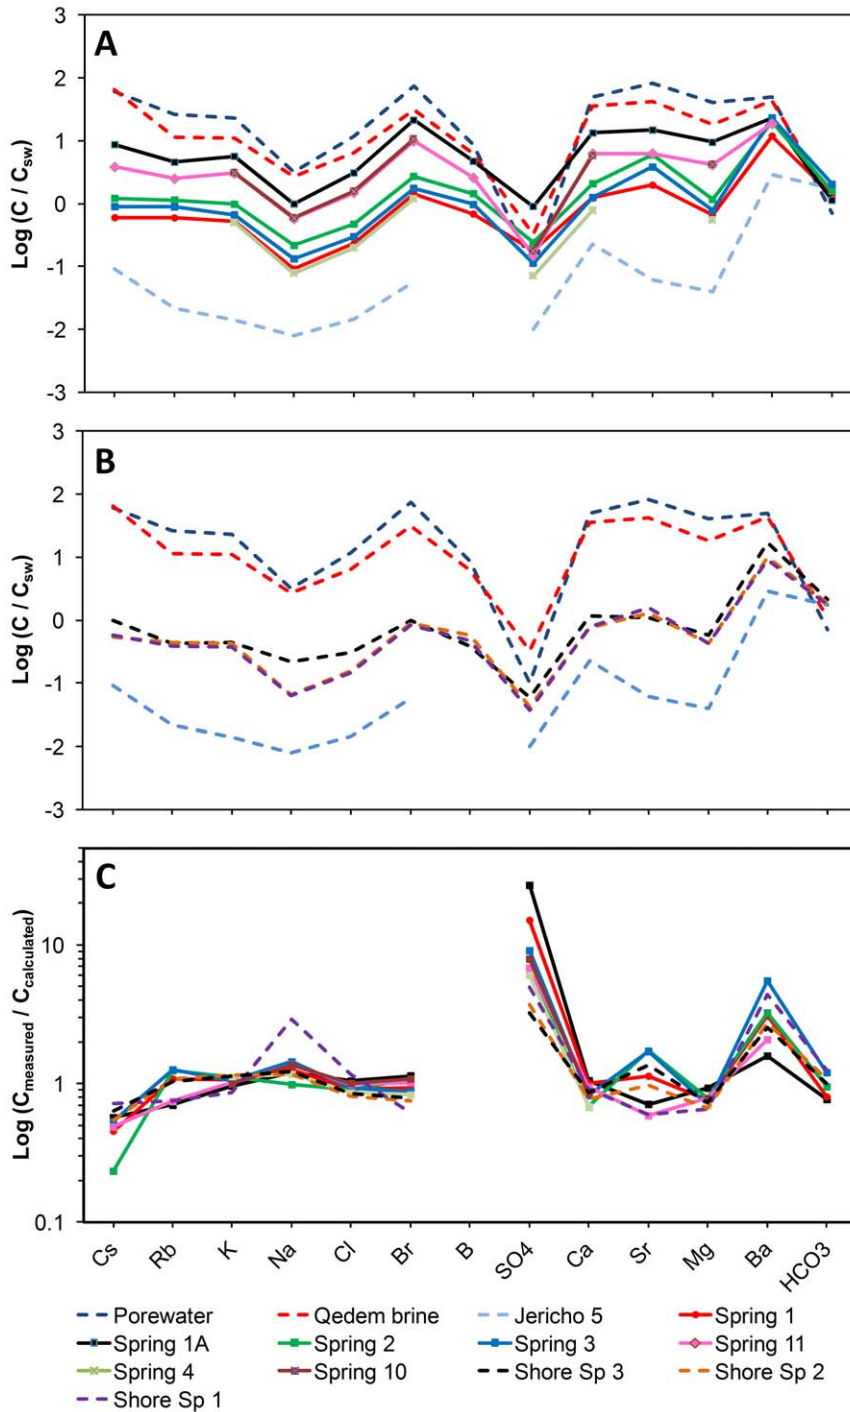 A
3
2
1
0
-1
-2
-3
Log (C / Csw)
B
3
2
1
0
-1
-2
-3
Log (C / Csw)
C
10
1
0.1
Log (Cmeasured / Ccalculated)
Cs Rb K Na Cl Br B SO4 Ca Sr Mg Ba HCO3
Porewater Qedem brine Jericho 5 Spring 1
Spring 1A Spring 2 Spring 3 Spring 11
Spring 4 Spring 10 Shore Sp 3 Shore Sp 2
Shore Sp 1